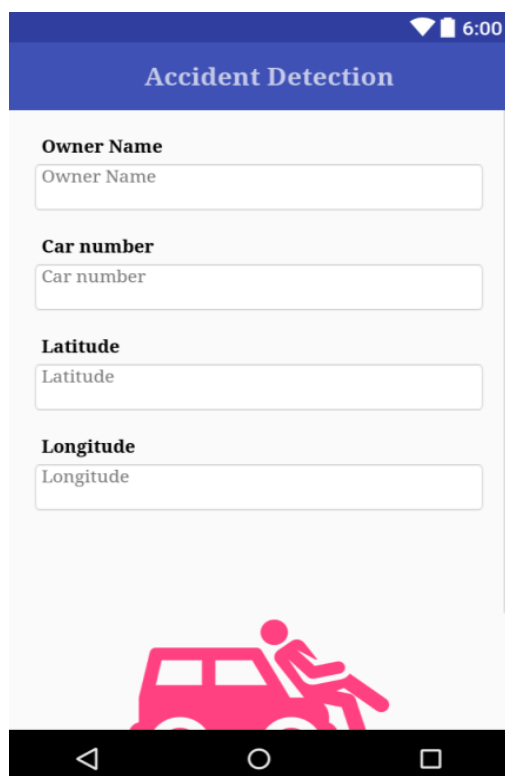 6:00
Accident Detection
Owner Name
Owner Name
Car number
Car number
Latitude
Latitude
Longitude
Longitude